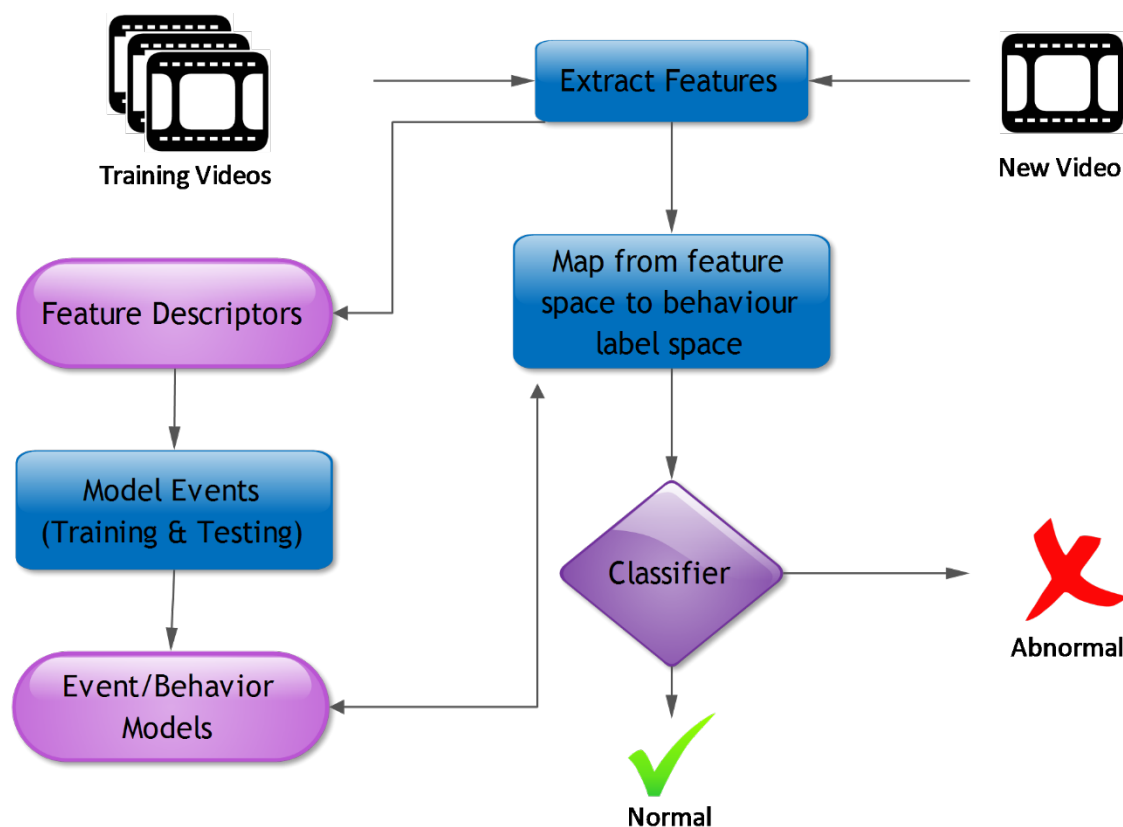 Extract Features
Training Videos
New Video
Map from feature
space to behaviour
label space
Feature Descriptors
Model Events
(Training & Testing)
Classifier
Abnormal
Event/Behavior
Models
Normal